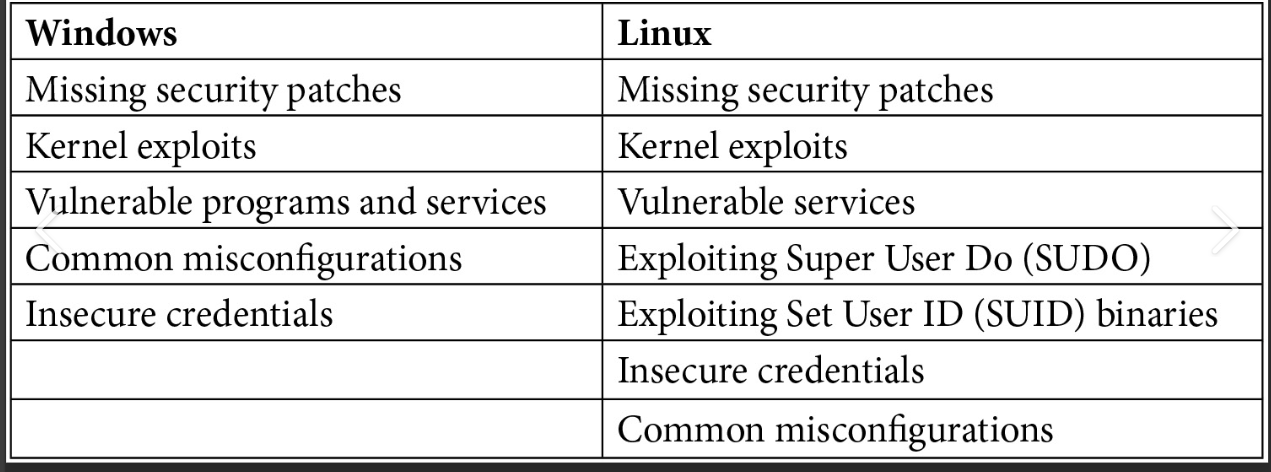 Windows Linux
Missing security patches Missing security patches
Kernel exploits Kernel exploits
Vulnerable programs and services Vulnerable services
Common misconfigurations Exploiting Super User Do (SUDO)
Insecure credentials Exploiting Set User ID (SUID) binaries
Insecure credentials
Common misconfigurations